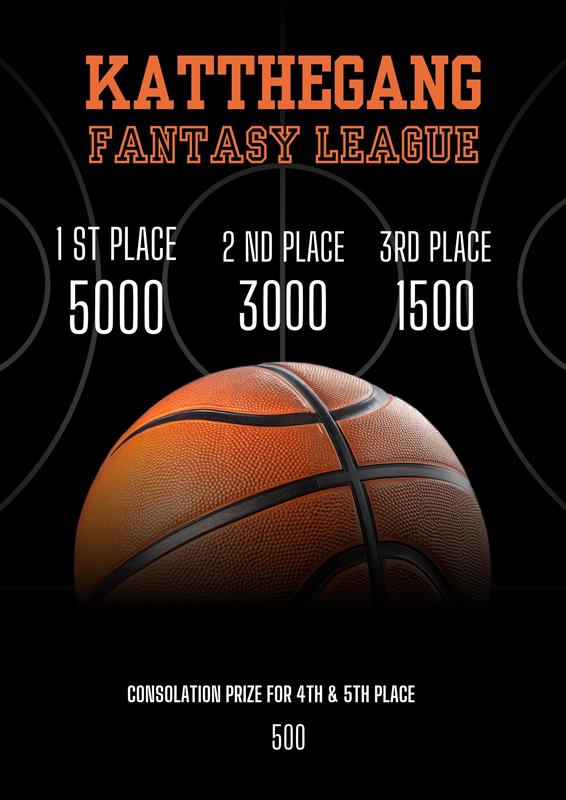 KATTHEGANG
FANTASY LEAGUE
1 ST PLACE 2 ND PLACE 3RD PLACE
5000 3000 1500
CONSOLATION PRIZE FOR 4TH & 5TH PLACE
500